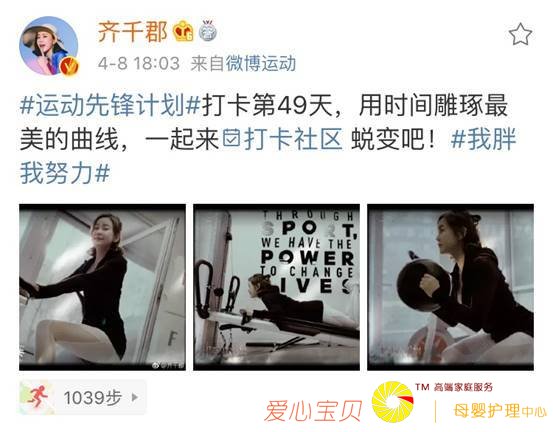 齐千郡
4-8 18:03 来自微博运动
#运动先锋计划#打卡第49天，用时间雕琢最
美的曲线，一起来打卡社区 蜕变吧！#我胖
我努力#
THROUGH
SPORT,
WE HAVE THE
POWER
TO CHANGE
LIVES
@齐千郡
1039步
爱心宝贝
TM 高端家庭服务
母婴护理中心